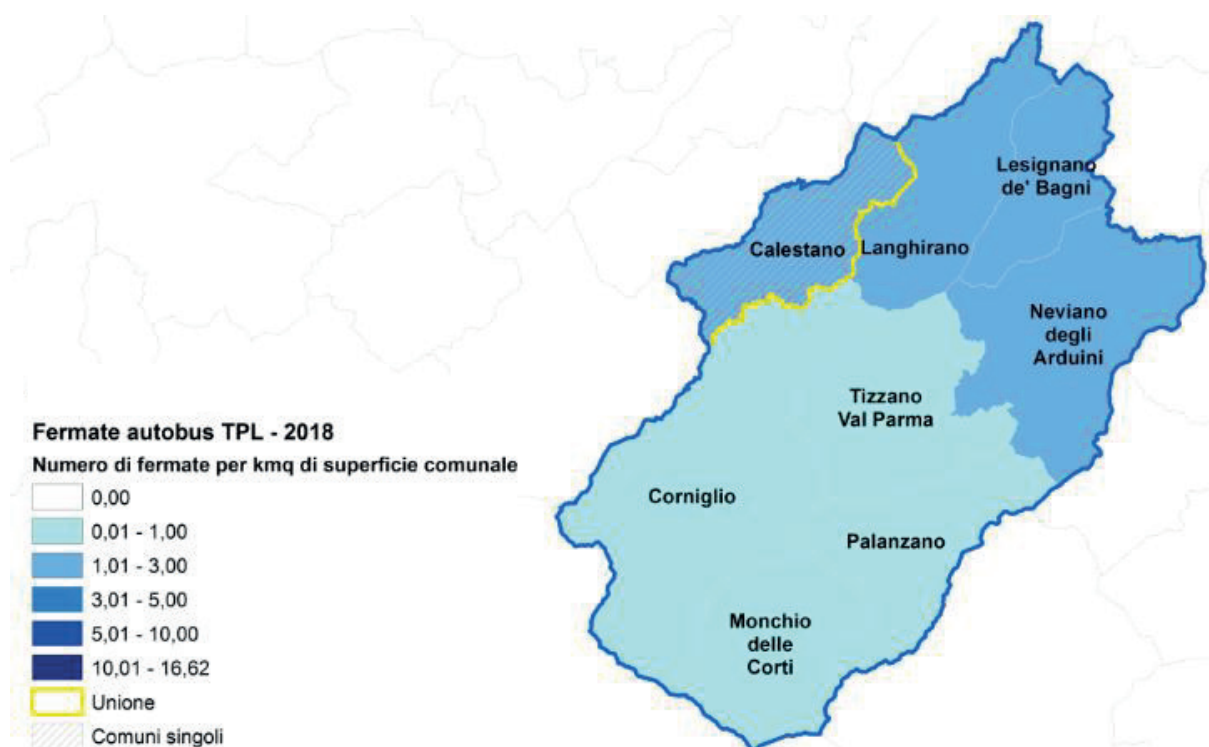 Lesignano
de' Bagni
Calestano
Langhirano
Neviano
degli
Arduini
Tizzano
Val Parma
Corniglio
Palanzano
Monchio
delle
Corti
Fermate autobus TPL - 2018
Numero di fermate per kmq di superficie comunale
0,00
0,01 - 1,00
1,01 - 3,00
3,01 - 5,00
5,01 - 10,00
10,01 - 16,62
Unione
Comuni singoli